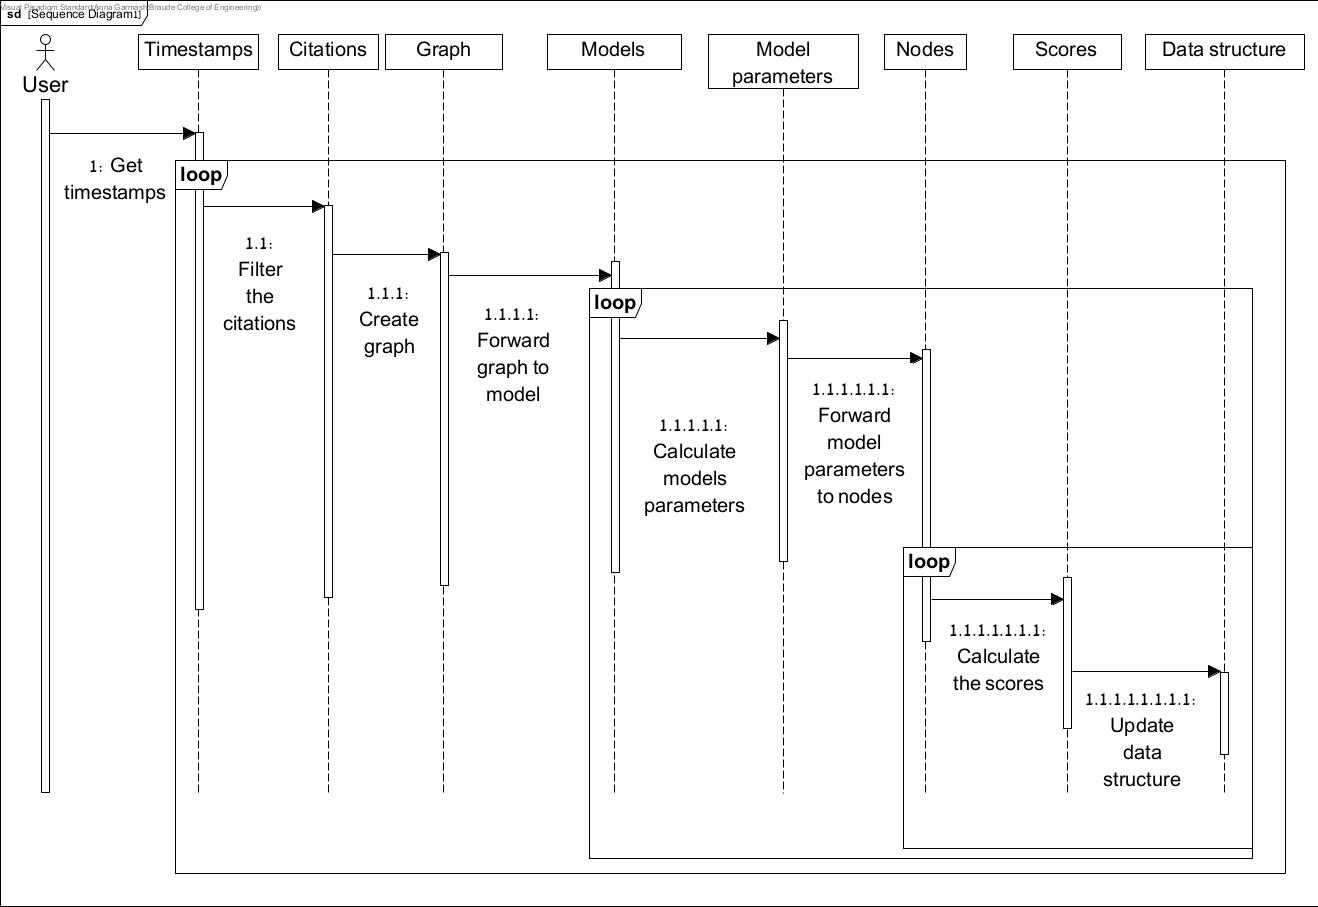 Visual Paradigm Standard(Anna Garmash(Braude College of Engineering))
sd [Sequence Diagram1]
User
Timestamps
Citations
Graph
Models
Model
parameters
Nodes
Scores
Data structure
1: Get
timestamps
loop
1.1:
Filter
the
citations
1.1.1:
Create
graph
1.1.1.1:
Forward
graph to
model
loop
1.1.1.1.1:
Calculate
models
parameters
1.1.1.1.1.1:
Forward
model
parameters
to nodes
loop
1.1.1.1.1.1.1:
Calculate
the scores
1.1.1.1.1.1.1.1:
Update
data
structure